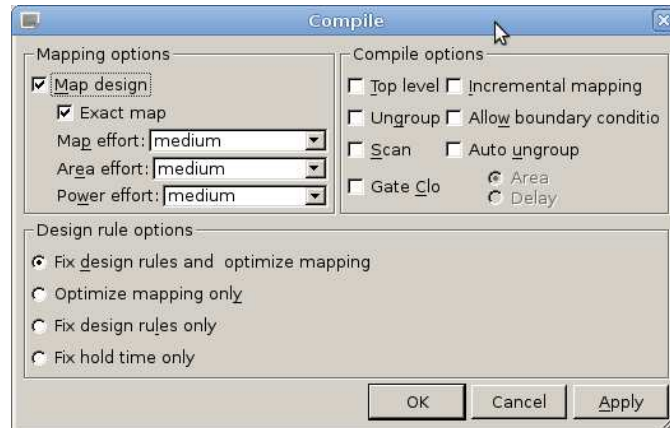 Compile
Mapping options
Map design
Exact map
Map effort: medium
Area effort: medium
Power effort: medium
Compile options
Top level Incremental mapping
Ungroup Allow boundary conditio
Scan Auto ungroup
Gate Clo Area
Delay
Design rule options
Fix design rules and optimize mapping
Optimize mapping only
Fix design rules only
Fix hold time only
OK Cancel Apply